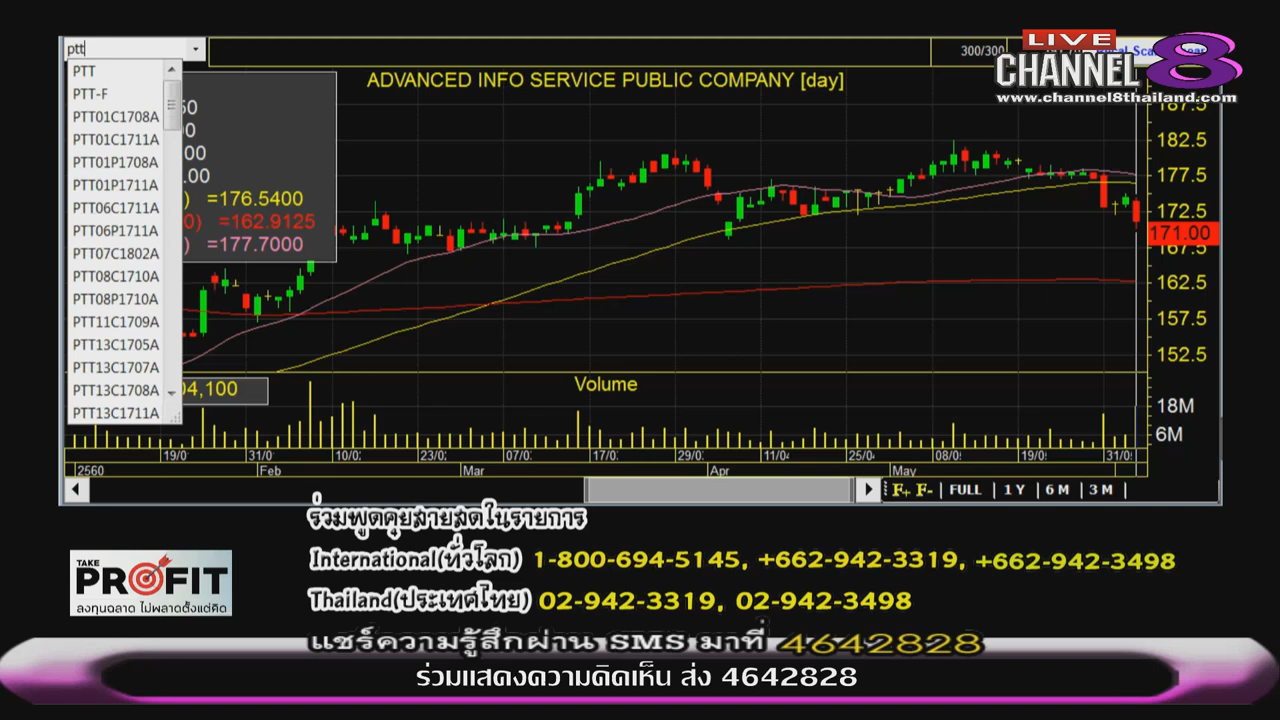 ptt
300/300
LIVE
CHANNEL 8
www.channel8thailand.com
ADVANCED INFO SERVICE PUBLIC COMPANY [day]
PTT
PTT-F
PTT01C1708A
PTT01C1711A
PTT01P1708A
PTT01P1711A
PTT06C1711A
PTT06P1711A
PTT07C1802A
PTT08C1710A
PTT08P1710A
PTT11C1709A
PTT13C1705A
PTT13C1707A
PTT13C1708A
PTT13C1711A
=176.5400
=162.9125
=177.7000
187.5
182.5
177.5
172.5
171.00
167.5
162.5
157.5
152.5
04,100
Volume
18M
6M
19/0 31/0 10/0 23/0 07/0 17/0 29/0 11/0 25/0 08/0 19/0 31/0
2560 Feb Mar Apr May
F+ F- FULL 1 Y 6 M 3 M
ร่วมพูดคุยสายสดในรายการ
International(ทั่วโลก) 1-800-694-5145, +662-942-3319, +662-942-3498
Thailand(ประเทศไทย) 02-942-3319, 02-942-3498
TAKE
PROFIT
ลงทุนฉลาด ไม่พลาดตั้งแต่คิด
แชร์ความรู้สึกผ่าน SMS มาที่ 4642828
ร่วมแสดงความคิดเห็น ส่ง 4642828